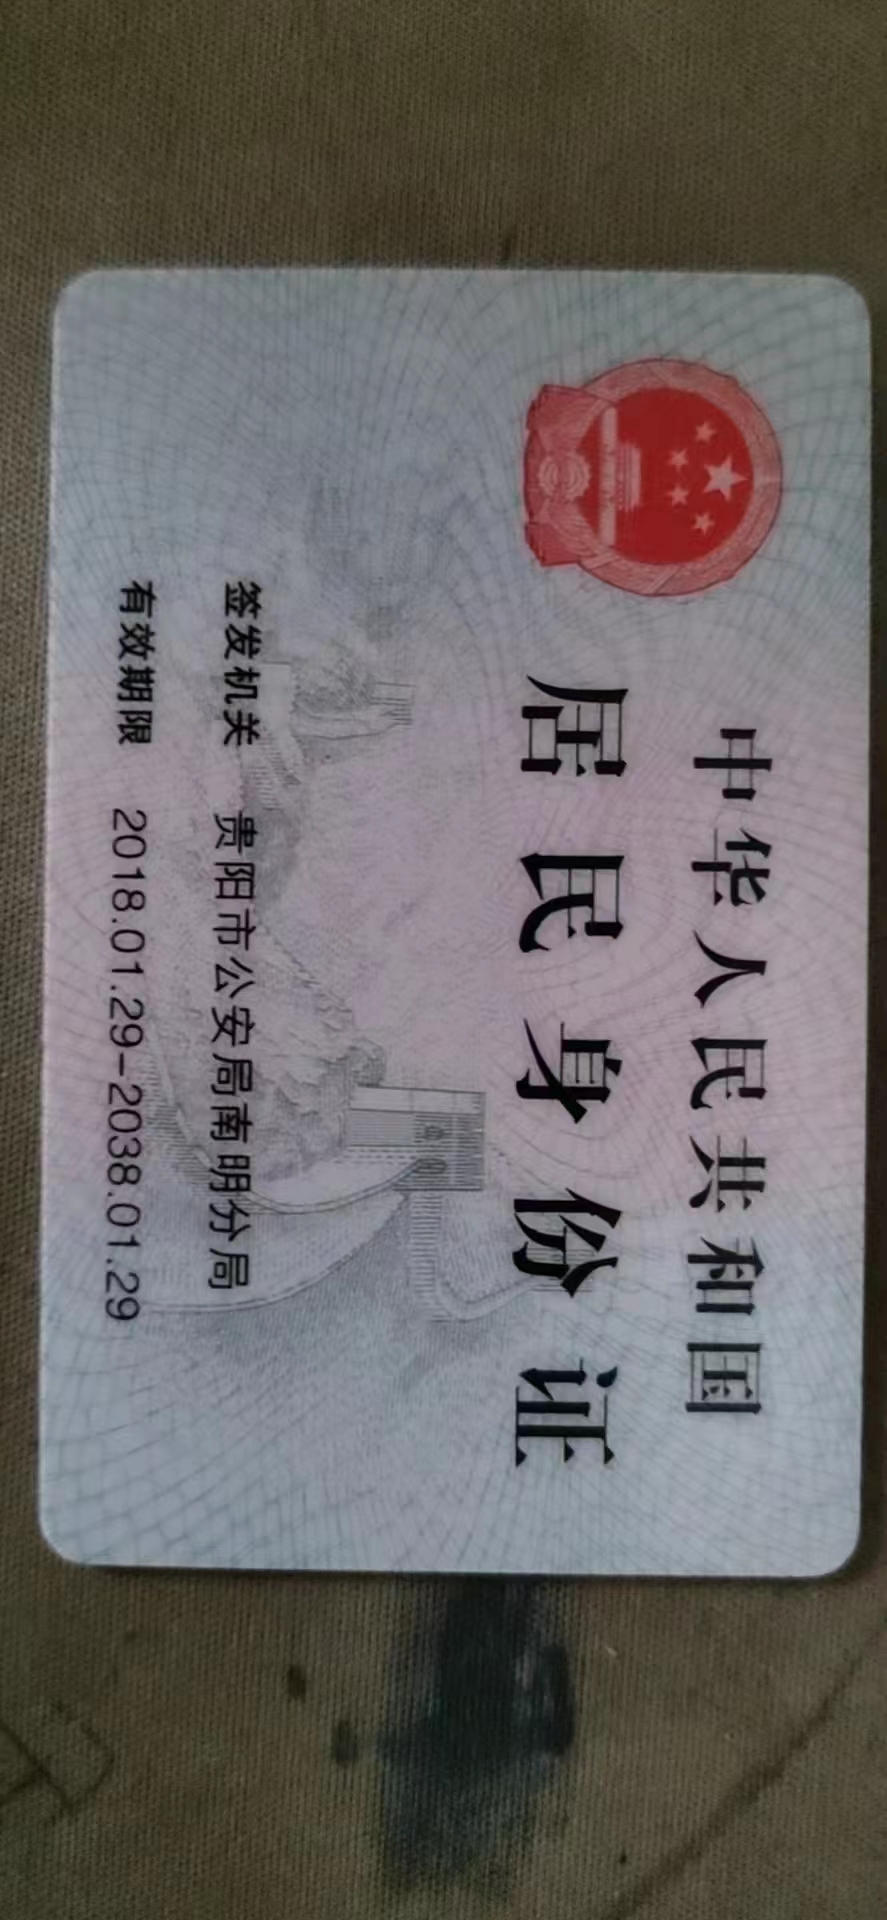 中华人民共和国
居民身份证
签发机关 贵阳市公安局南明分局
有效期限 2018.01.29-2038.01.29